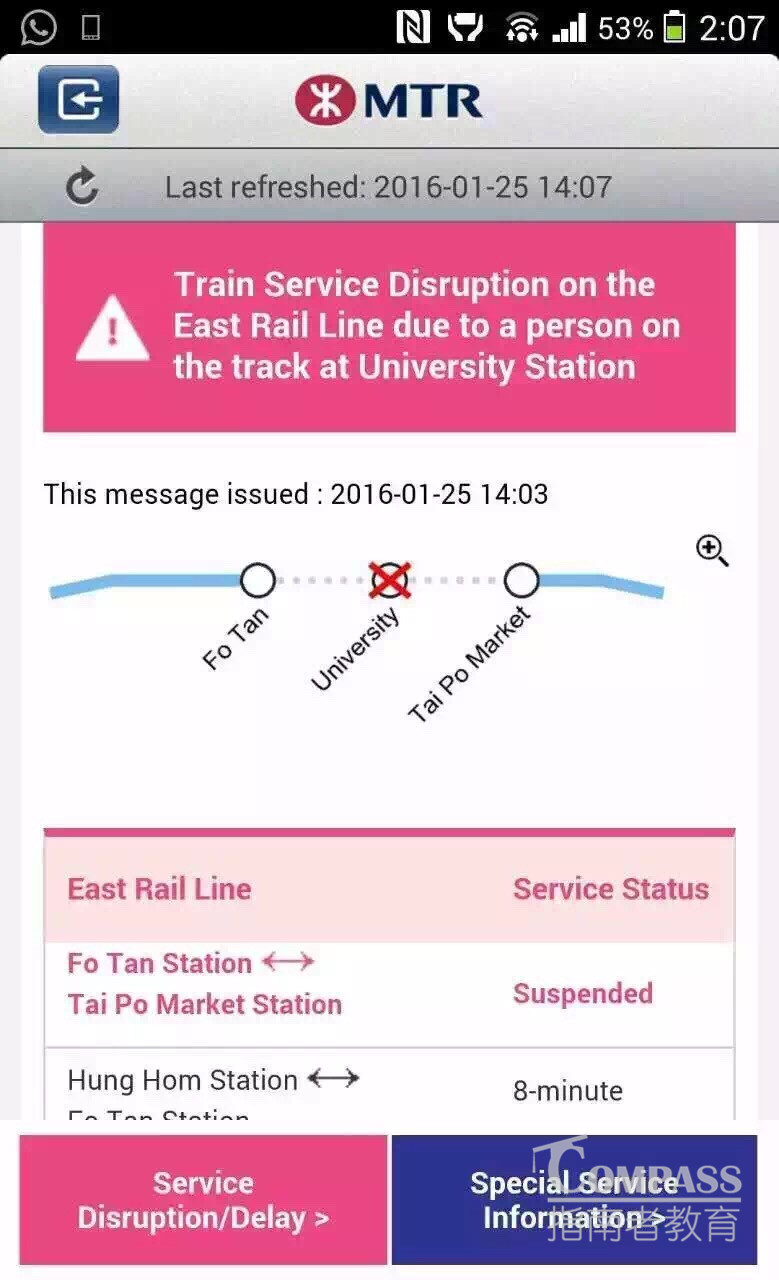 53% 2:07
MTR
Last refreshed: 2016-01-25 14:07
Train Service Disruption on the
East Rail Line due to a person on
the track at University Station
This message issued : 2016-01-25 14:03
Fo Tan
University
Tai Po Market
East Rail Line Service Status
Fo Tan Station
Tai Po Market Station
Suspended
Hung Hom Station
Fo Tan Station
8-minute
Service
Disruption/Delay >
Special Service
Information >
COMPASS
指南者教育